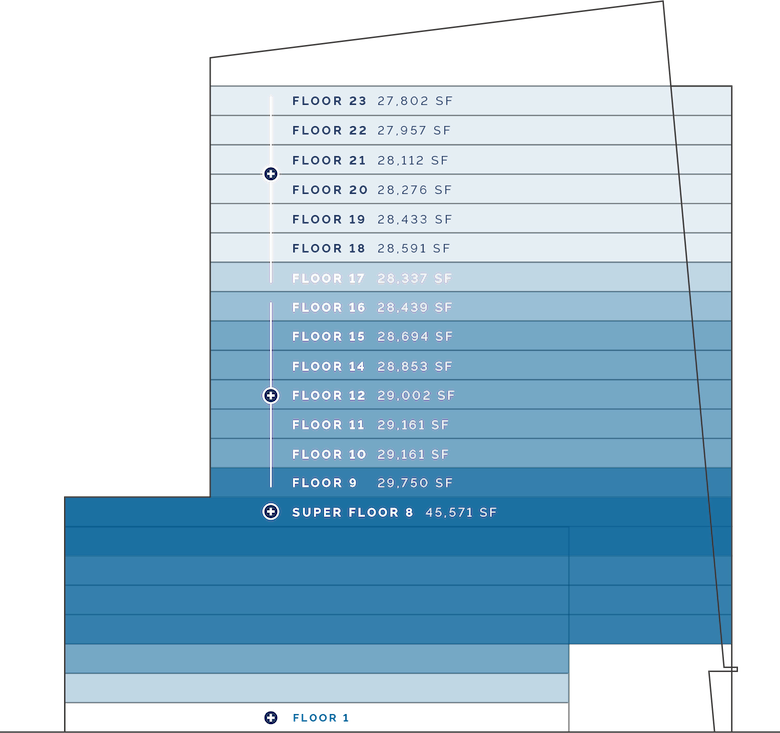 FLOOR 23 27,802 SF
FLOOR 22 27,957 SF
FLOOR 21 28,112 SF
FLOOR 20 28,276 SF
FLOOR 19 28,433 SF
FLOOR 18 28,591 SF
FLOOR 17 28,337 SF
FLOOR 16 28,439 SF
FLOOR 15 28,694 SF
FLOOR 14 28,853 SF
FLOOR 12 29,002 SF
FLOOR 11 29,161 SF
FLOOR 10 29,161 SF
FLOOR 9 29,750 SF
SUPER FLOOR 8 45,571 SF
FLOOR 1